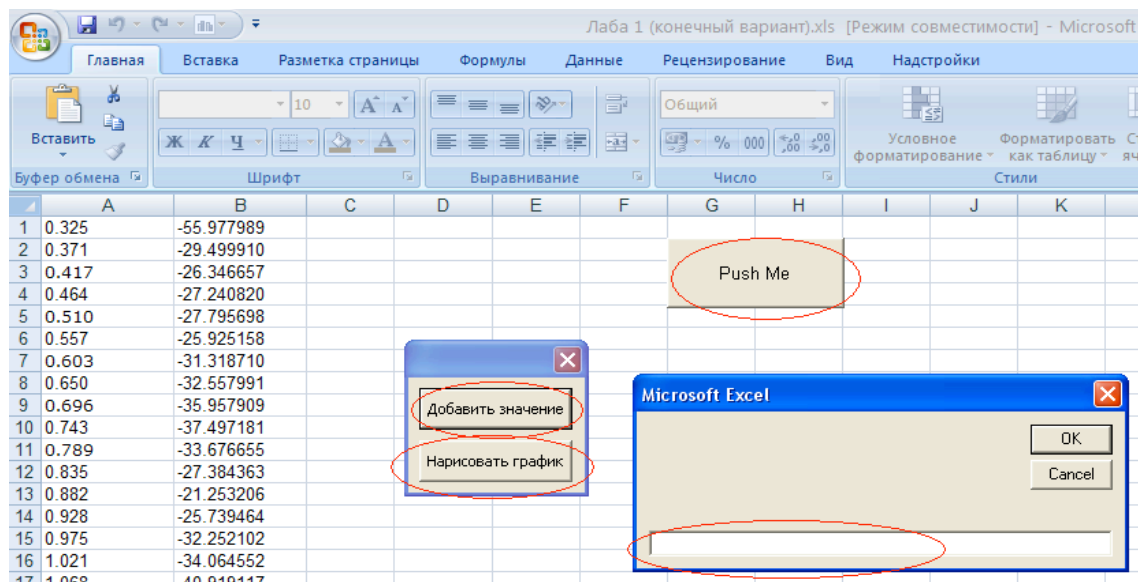 Лаба 1 (конечный вариант).xls [Режим совместимости] - Microsoft
Главная Вставка Разметка страницы Формулы Данные Рецензирование Вид Надстройки
Вставить
10
Ж К Ч
Общий
% 000
Условное форматирование
Форматировать как таблицу
Буфер обмена Шрифт Выравнивание Число Стили
A B C D E F G H I J K
1 0.325 -55.977989
2 0.371 -29.499910
3 0.417 -26.346657
4 0.464 -27.240820
5 0.510 -27.795698
6 0.557 -25.925158
7 0.603 -31.318710
8 0.650 -32.557991
9 0.696 -35.957909
10 0.743 -37.497181
11 0.789 -33.676655
12 0.835 -27.384363
13 0.882 -21.253206
14 0.928 -25.739464
15 0.975 -32.252102
16 1.021 -34.064552
17 1.068 -40.919117
Push Me
Добавить значение
Нарисовать график
Microsoft Excel
OK
Cancel